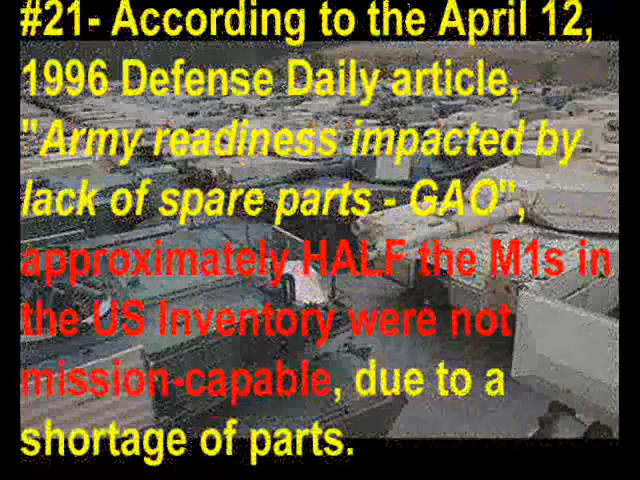 #21- According to the April 12,
1996 Defense Daily article,
"Army readiness impacted by
lack of spare parts - GAO",
approximately HALF the M1s in
the US Inventory were not
mission-capable, due to a
shortage of parts.